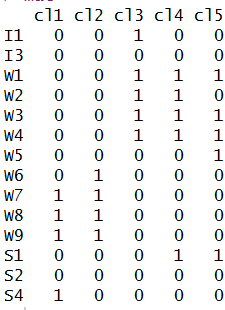 cl1 cl2 cl3 cl4 cl5
I1 0 0 1 0 0
I3 0 0 0 0 0
W1 0 0 1 1 1
W2 0 0 1 1 0
W3 0 0 1 1 1
W4 0 0 1 1 1
W5 0 0 0 0 1
W6 0 1 0 0 0
W7 1 1 0 0 0
W8 1 1 0 0 0
W9 1 1 0 0 0
S1 0 0 0 1 1
S2 0 0 0 0 0
S4 1 0 0 0 0